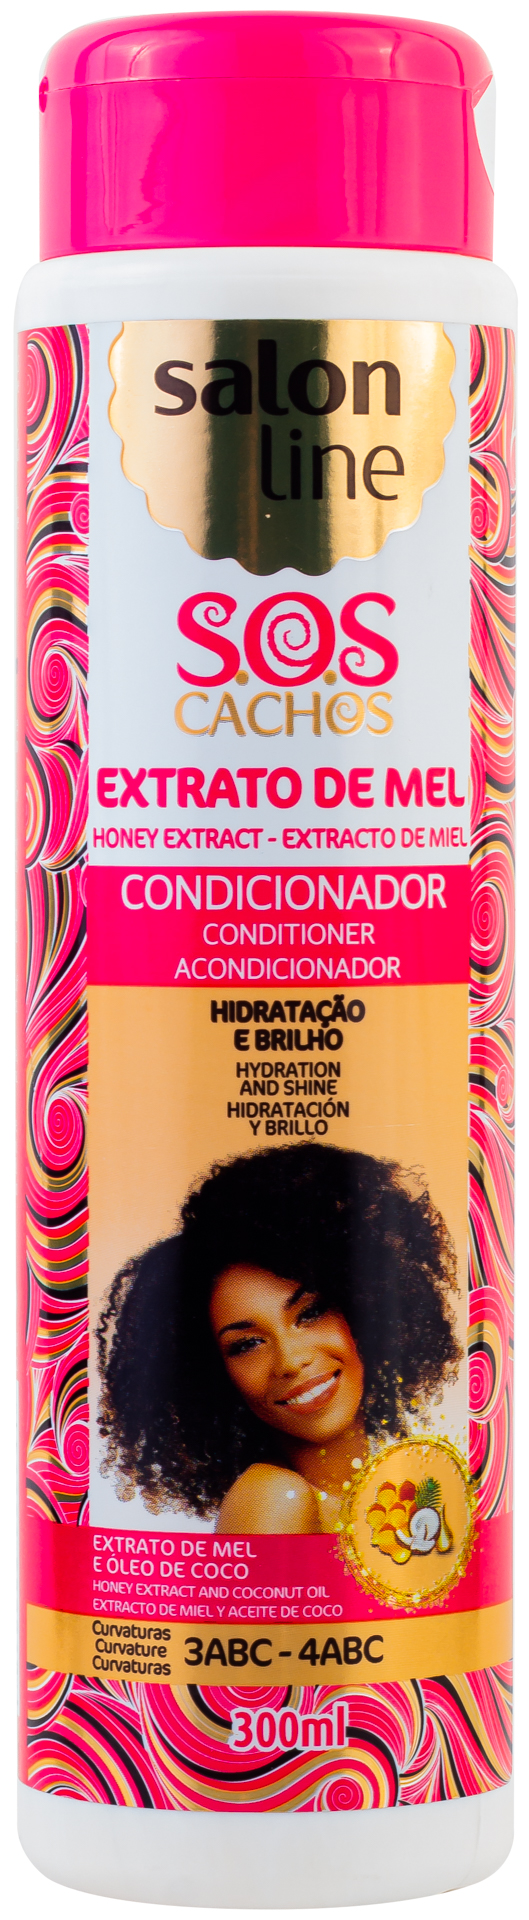 salon
line
S.O.S
CACHOS
EXTRATO DE MEL
HONEY EXTRACT - EXTRACTO DE MIEL
CONDICIONADOR
CONDITIONER
ACONDICIONADOR
HIDRATAÇÃO
E BRILHO
HYDRATION
AND SHINE
HIDRATACIÓN
Y BRILLO
EXTRATO DE MEL
E ÓLEO DE COCO
HONEY EXTRACT AND COCONUT OIL
EXTRACTO DE MIEL Y ACEITE DE COCO
Curvaturas
Curvature
Curvaturas
3ABC - 4ABC
300ml